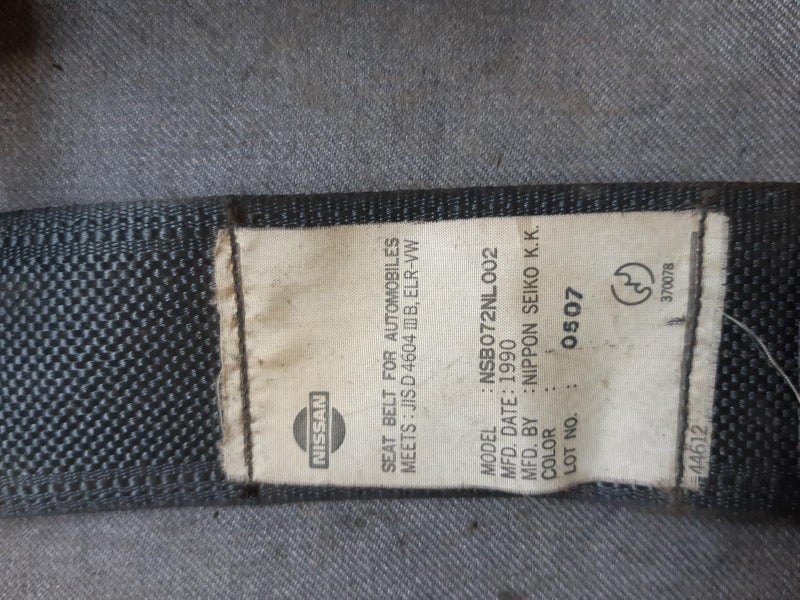 NISSAN
SEAT BELT FOR AUTOMOBILES
MEETS : JIS D 4604 ⅢB, ELR-VW
MODEL : NSB072NL002
MFD. DATE : 1990
MFD. BY : NIPPON SEIKO K.K.
COLOR :
LOT NO. : 0507
370078
44612